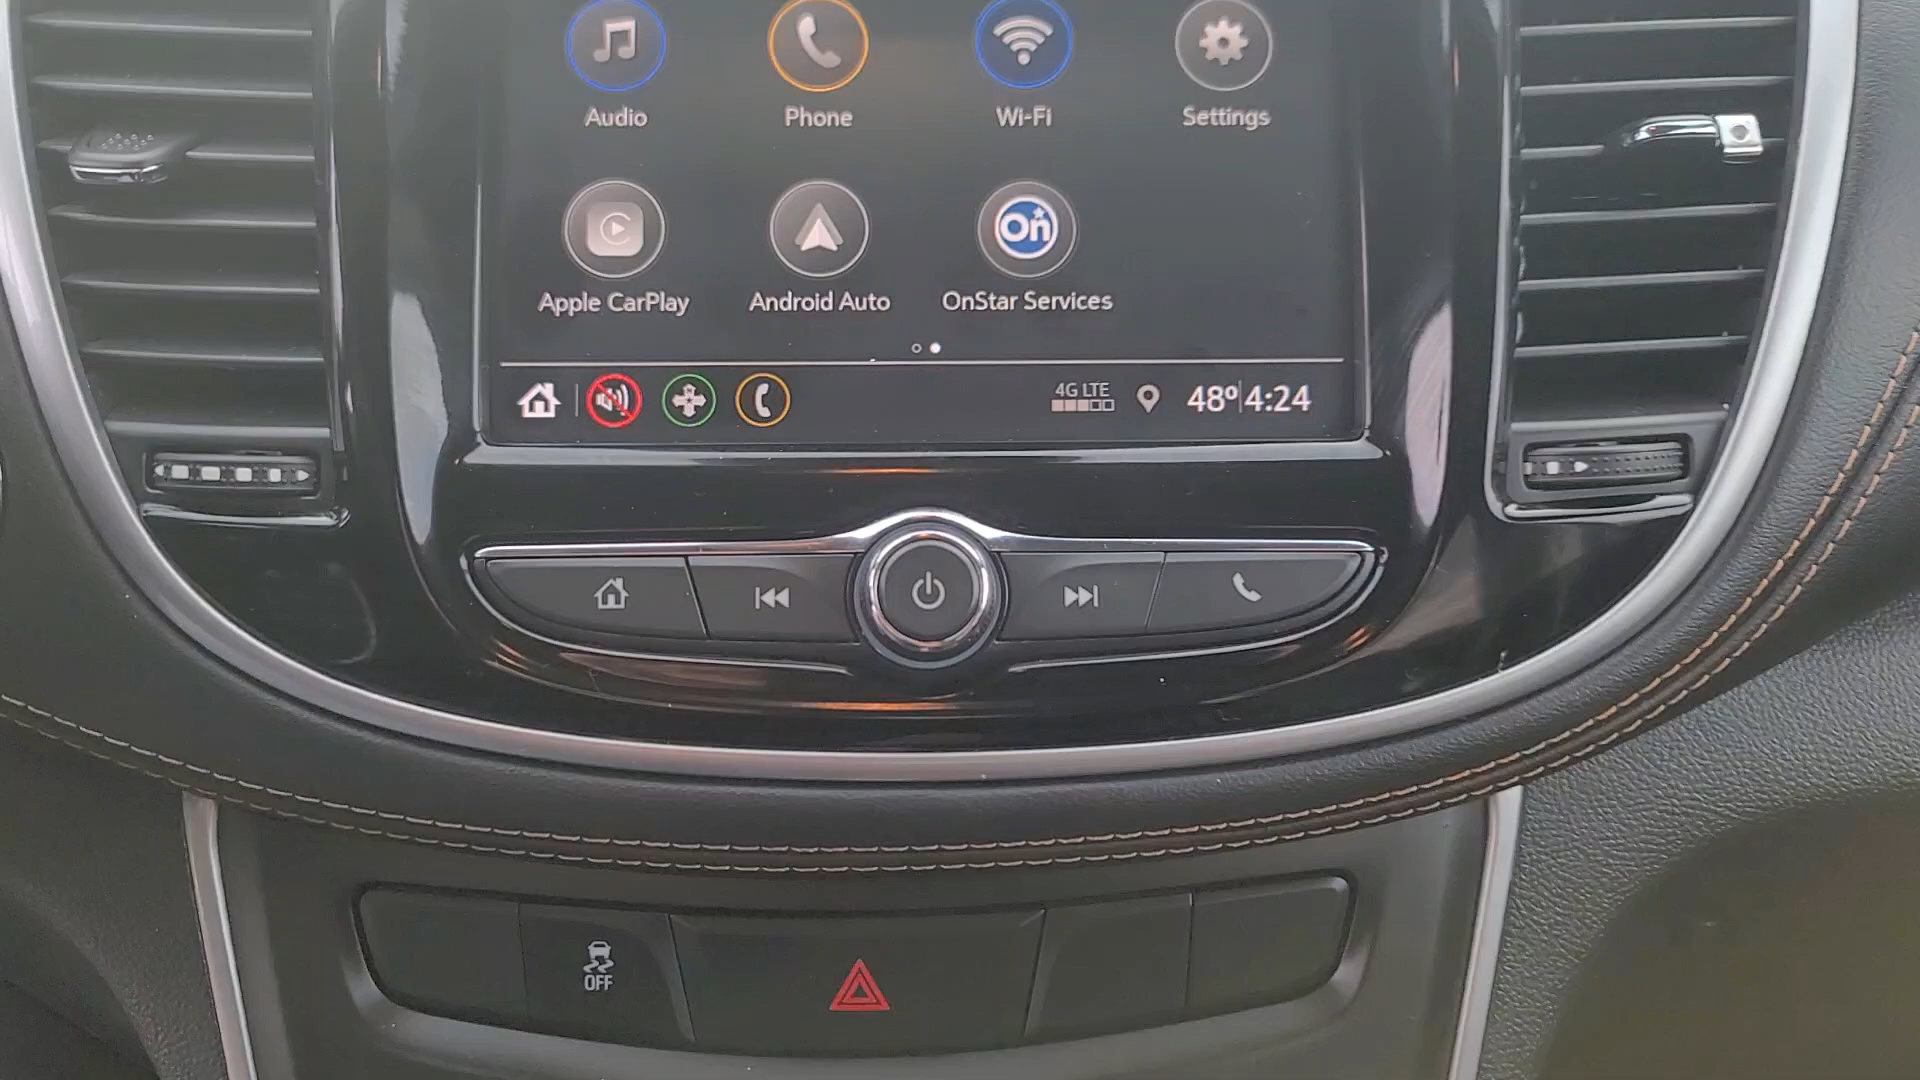 Audio Phone Wi-Fi Settings
On
Apple CarPlay Android Auto OnStar Services
4G LTE
48° 4:24
OFF